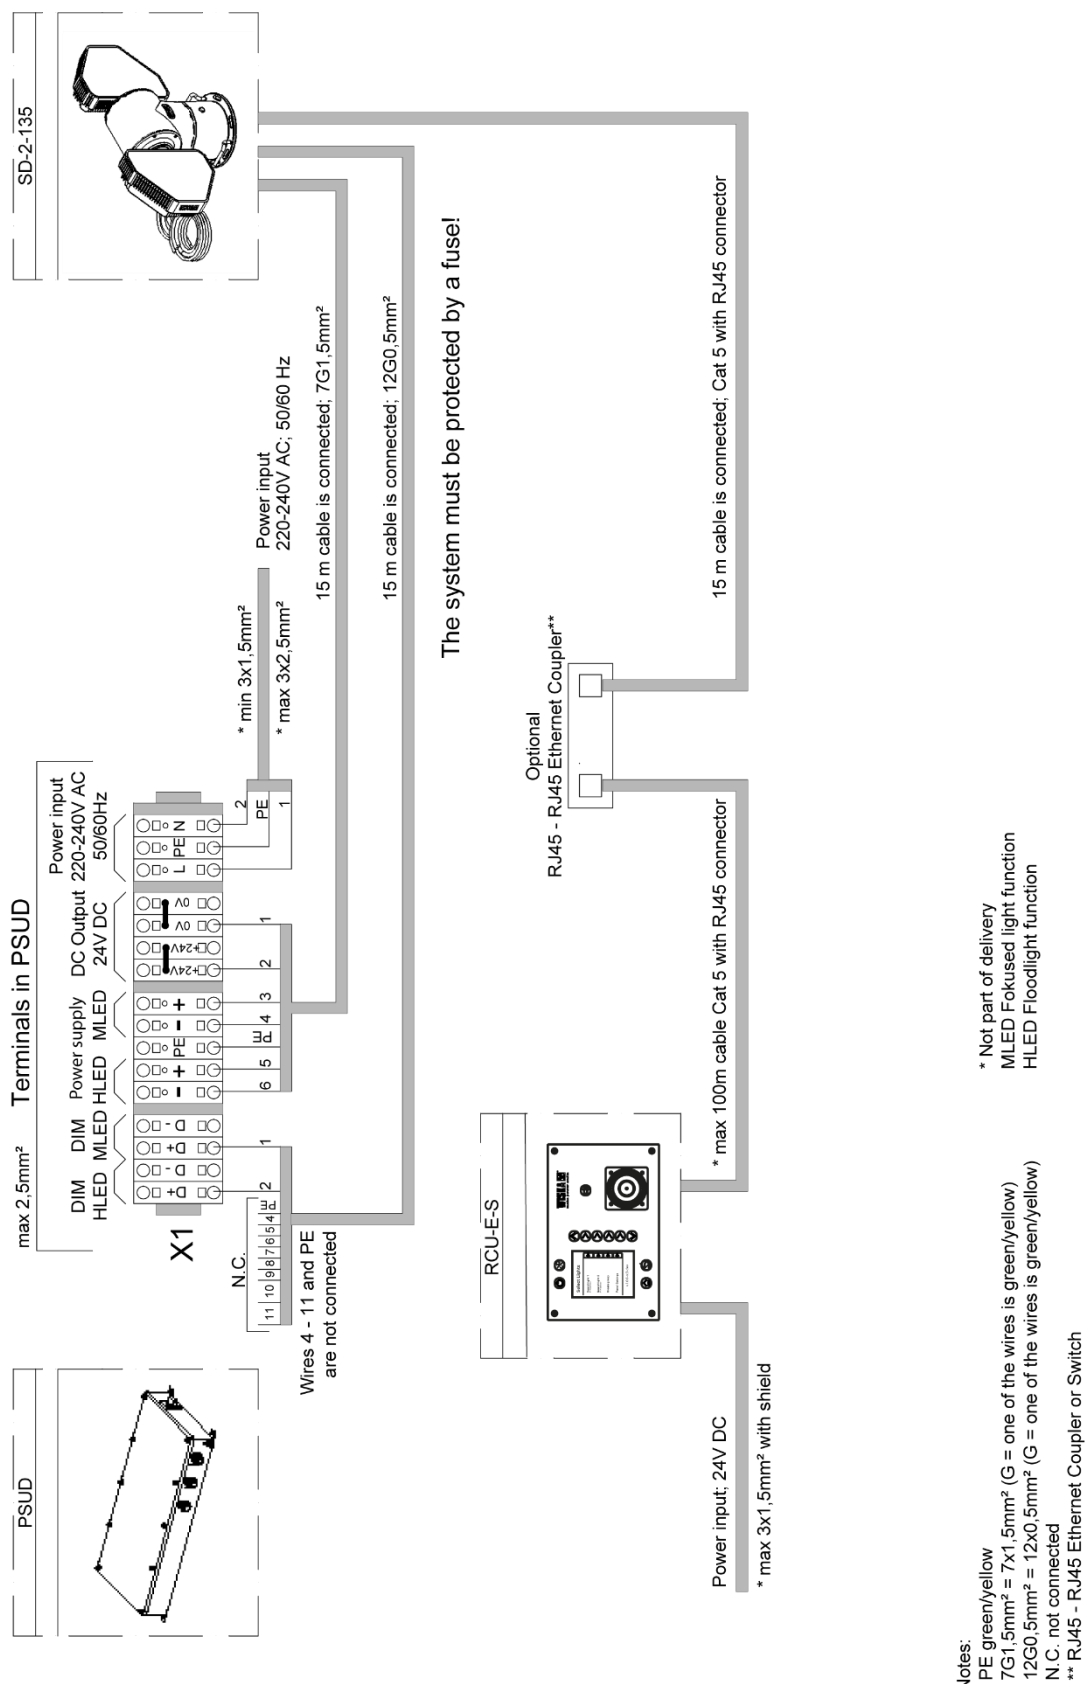 PSUD
SD-2-135
max 2,5mm²
Terminals in PSUD
DIM
HLED
DIM
MLED
Power supply
HLED
MLED
DC Output
24V DC
Power input
220-240V AC
50/60Hz
X1
D+
D -
D+
D -
-
+
PE
-
+
+24V
+24V
0V
0V
L
PE
N
N.C.
11 10 9 8 7 6 5 4 PE
2
1
6
5
PE
4
3
2
1
2
PE
1
Wires 4 - 11 and PE
are not connected
* min 3x1,5mm²
* max 3x2,5mm²
Power input
220-240V AC; 50/60 Hz
15 m cable is connected; 7G1,5mm²
15 m cable is connected; 12G0,5mm²
The system must be protected by a fuse!
RCU-E-S
WISKA
Select Lights
Power input; 24V DC
* max 3x1,5mm² with shield
* max 100m cable Cat 5 with RJ45 connector
Optional
RJ45 - RJ45 Ethernet Coupler**
15 m cable is connected; Cat 5 with RJ45 connector
Notes:
PE green/yellow
7G1,5mm² = 7x1,5mm² (G = one of the wires is green/yellow)
12G0,5mm² = 12x0,5mm² (G = one of the wires is green/yellow)
N.C. not connected
** RJ45 - RJ45 Ethernet Coupler or Switch
* Not part of delivery
MLED Fokused light function
HLED Floodlight function